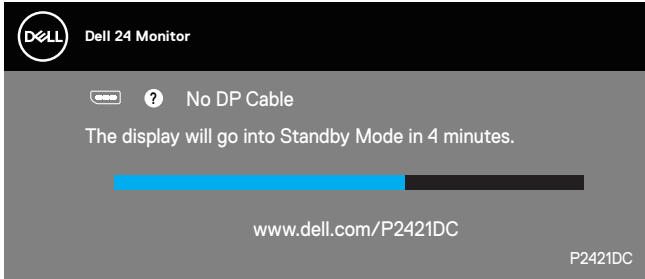 DELL
Dell 24 Monitor
? No DP Cable
The display will go into Standby Mode in 4 minutes.
www.dell.com/P2421DC
P2421DC